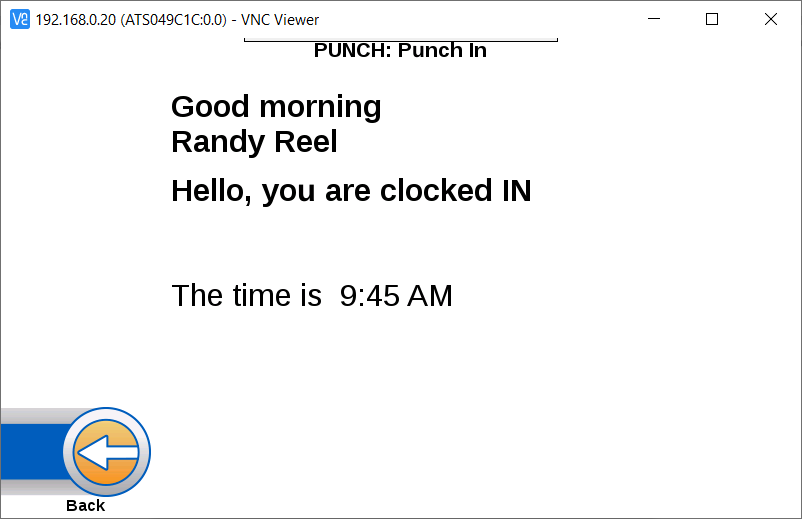 192.168.0.20 (ATS049C1C:0.0) - VNC Viewer
PUNCH: Punch In
Good morning
Randy Reel
Hello, you are clocked IN
The time is  9:45 AM
Back